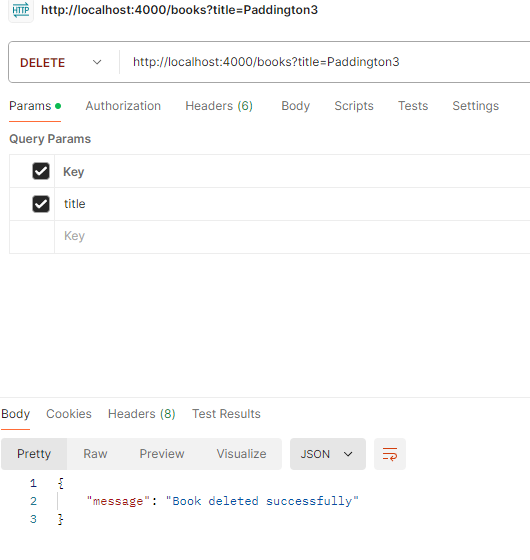 HTTP http://localhost:4000/books?title=Paddington3
DELETE http://localhost:4000/books?title=Paddington3
Params Authorization Headers (6) Body Scripts Tests Settings
Query Params
Key
title
Key
Body Cookies Headers (8) Test Results
Pretty Raw Preview Visualize JSON
1 {
2 "message": "Book deleted successfully"
3 }